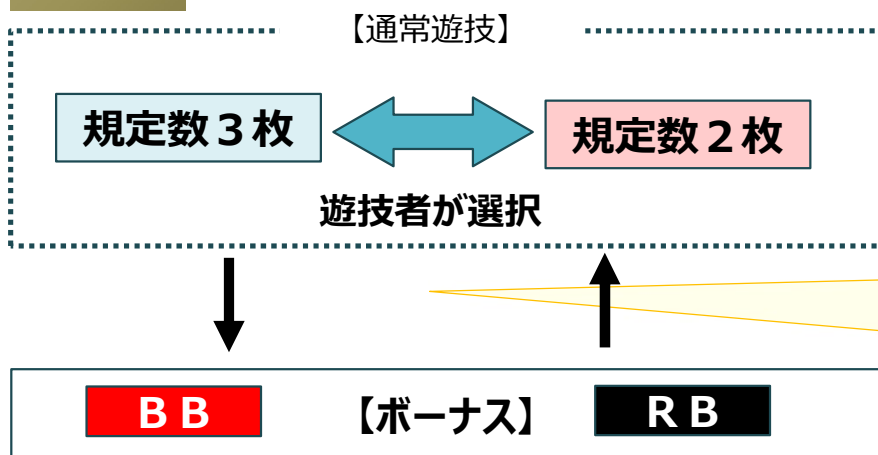 【通常遊技】
規定数３枚
規定数２枚
遊技者が選択
ＢＢ
【ボーナス】
ＲＢ